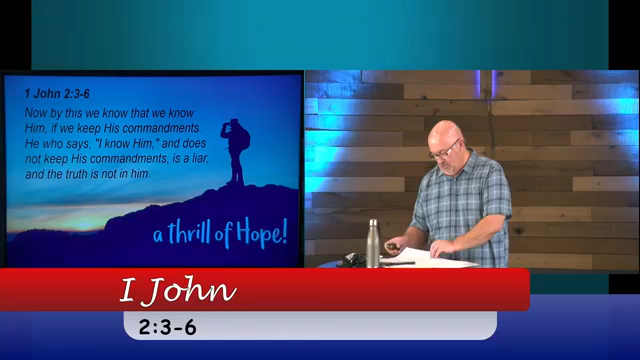 1 John 2:3-6
Now by this we know that we know
Him, if we keep His commandments.
He who says, "I know Him," and does
not keep His commandments, is a liar,
and the truth is not in him.
a thrill of Hope!
I John
2:3-6